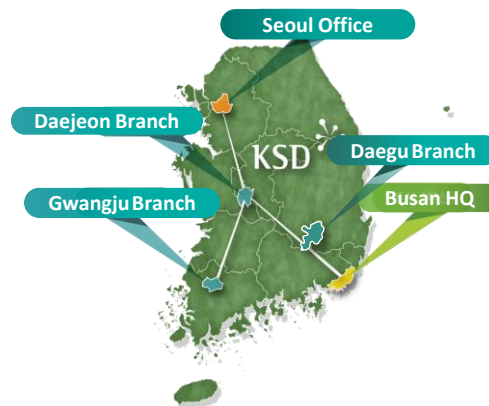 Seoul Office
Daejeon Branch
KSD
Daegu Branch
Gwangju Branch
Busan HQ